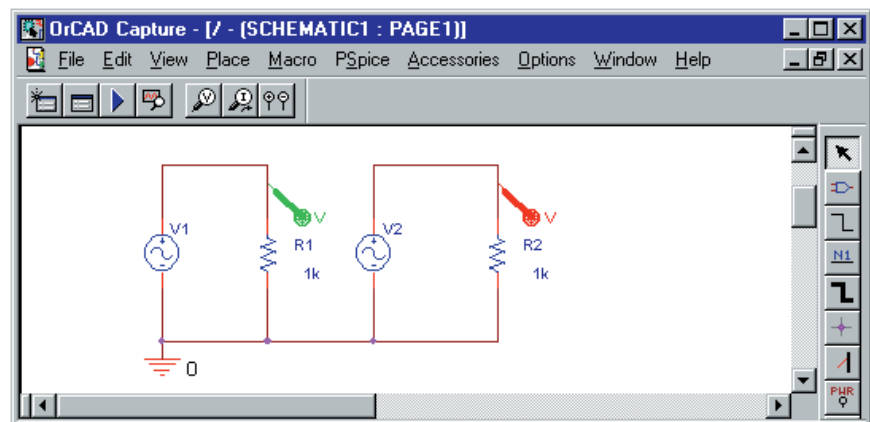 OrCAD Capture - [/ - (SCHEMATIC1 : PAGE1)]
File Edit View Place Macro PSpice Accessories Options Window Help
V I
V1 R1 1k V
V2 R2 1k V
0
N1
PWR